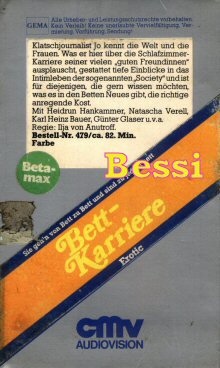 GEMA
Alle Urheber- und Leistungsschutzrechte vorbehalten.
Kein Verleih! Keine unerlaubte Vervielfältigung, Ver-
mietung, Vorführung, Sendung!
Klatschjournalist Jo kennt die Welt und die
Frauen. Was er hier über die Schlafzimmer-
Karriere seiner vielen „guten Freundinnen"
ausplauscht, gestattet tiefe Einblicke in das
Intimleben der sogenannten „Society" und ist
für diejenigen, die gern wissen möchten,
was es in den Betten Neues gibt, die richtige
anregende Kost.
Mit Heidrun Hankammer, Natascha Verell,
Karl Heinz Bauer, Günter Glaser u.v.a.
Regie: Ilja von Anutroff.
Bestell-Nr. 479/ca. 82. Min.
Farbe
Beta-
max
Bessi
Sie geh'n von Bett zu Bett und sind zu
Bett-
Karriere
Erotic
cmv
AUDIOVISION